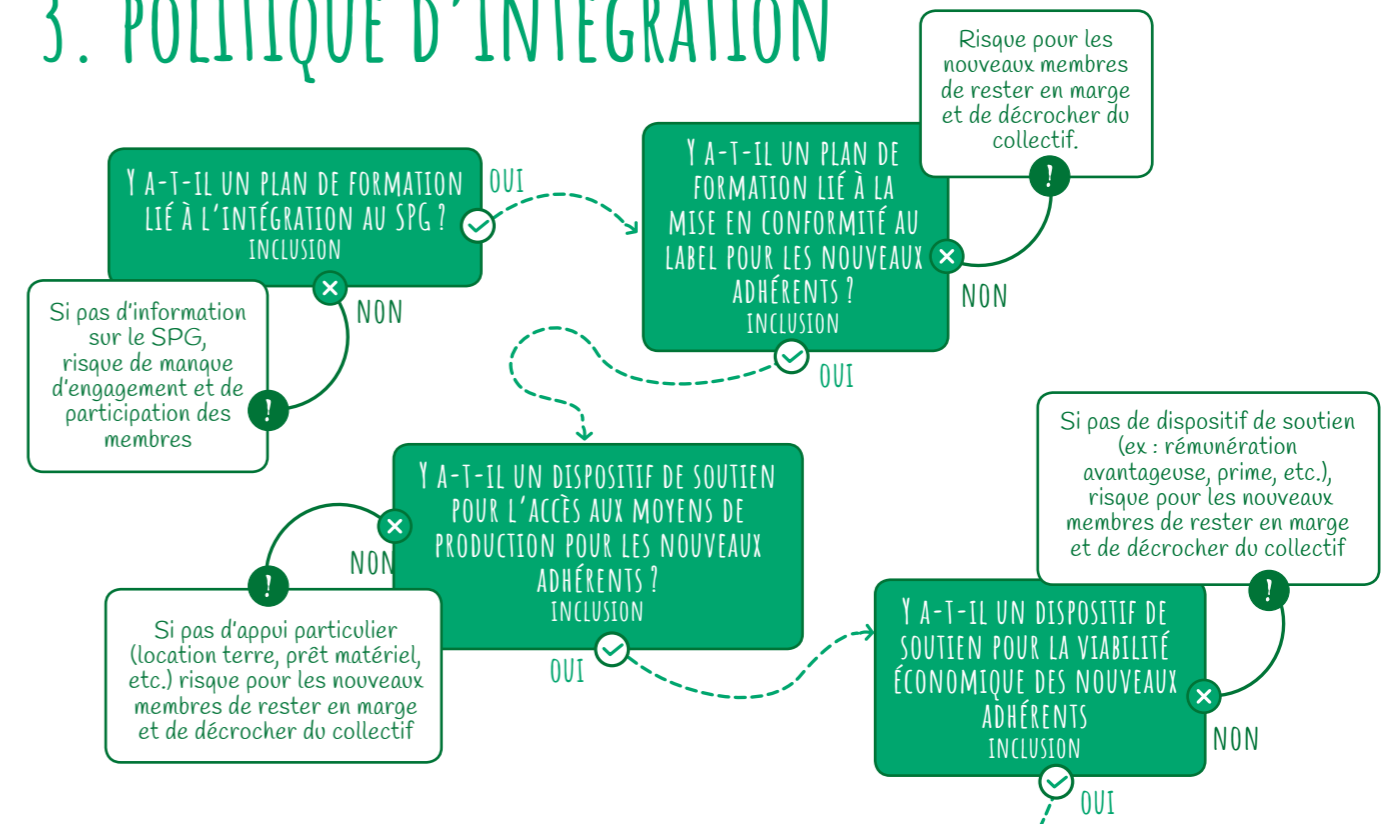 3. POLITIQUE D'INTÉGRATION
Y A-T-IL UN PLAN DE FORMATION
LIÉ À L'INTÉGRATION AU SPG ?
INCLUSION
OUI
NON
Si pas d'information
sur le SPG,
risque de manque
d'engagement et de
participation des
membres
!
Y A-T-IL UN PLAN DE
FORMATION LIÉ À LA
MISE EN CONFORMITÉ AU
LABEL POUR LES NOUVEAUX
ADHÉRENTS ?
INCLUSION
OUI
NON
Risque pour les
nouveaux membres
de rester en marge
et de décrocher du
collectif.
!
Y A-T-IL UN DISPOSITIF DE SOUTIEN
POUR L'ACCÈS AUX MOYENS DE
PRODUCTION POUR LES NOUVEAUX
ADHÉRENTS ?
INCLUSION
OUI
NON
!
Si pas d'appui particulier
(location terre, prêt matériel,
etc.) risque pour les nouveaux
membres de rester en marge
et de décrocher du collectif
Y A-T-IL UN DISPOSITIF DE
SOUTIEN POUR LA VIABILITÉ
ÉCONOMIQUE DES NOUVEAUX
ADHÉRENTS
INCLUSION
OUI
NON
Si pas de dispositif de soutien
(ex : rémunération
avantageuse, prime, etc.),
risque pour les nouveaux
membres de rester en marge
et de décrocher du collectif
!